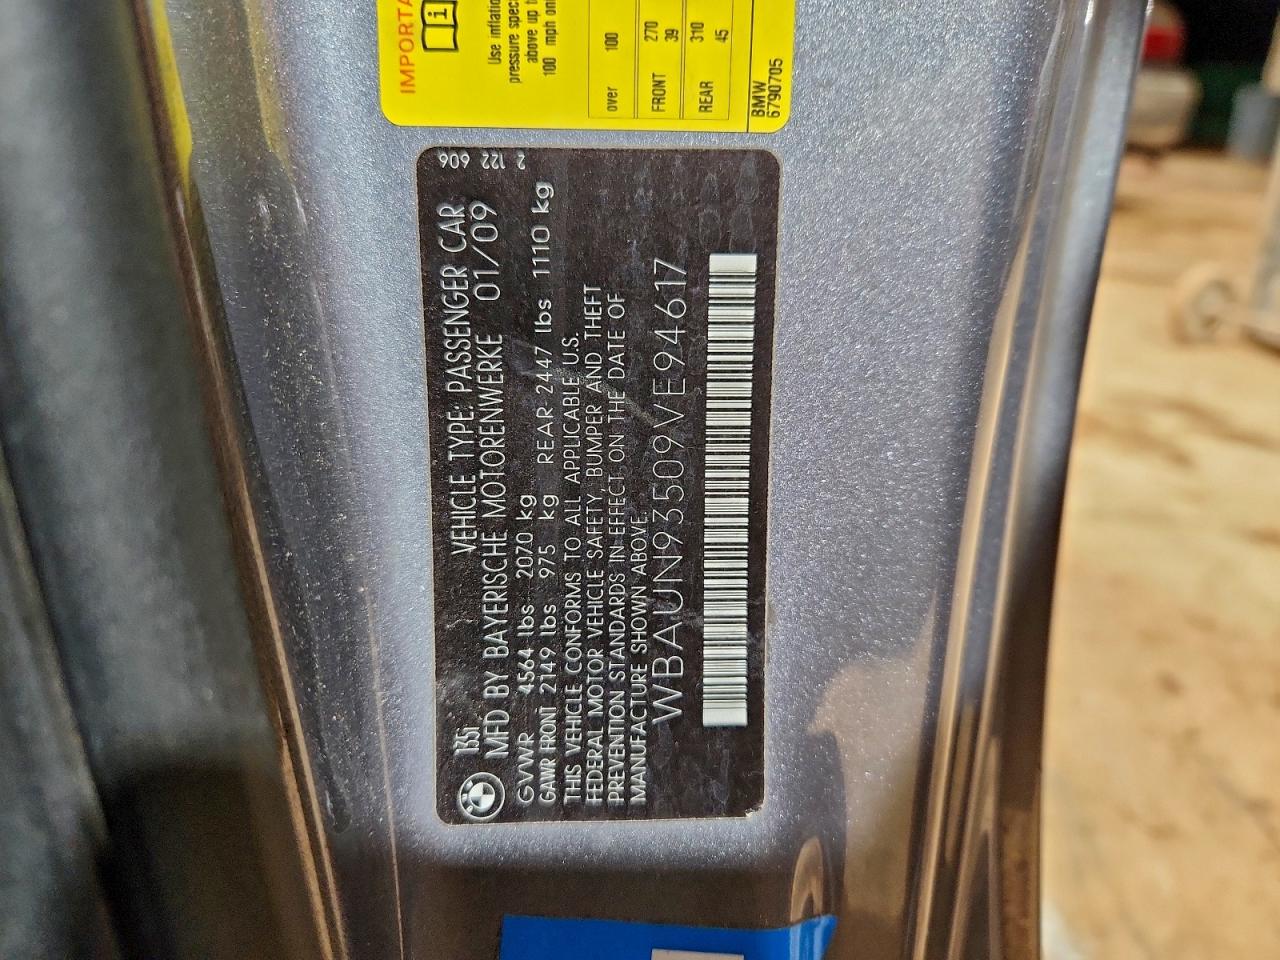 135i VEHICLE TYPE: PASSENGER CAR
MFD BY BAYERISCHE MOTORENWERKE 01/09
GVWR 4564 lbs 2070 kg
GAWR FRONT 2149 lbs 975 kg REAR 2447 lbs 1110 kg
THIS VEHICLE CONFORMS TO ALL APPLICABLE U.S.
FEDERAL MOTOR VEHICLE SAFETY, BUMPER AND THEFT
PREVENTION STANDARDS IN EFFECT ON THE DATE OF
MANUFACTURE SHOWN ABOVE.
WBAUN93509VE94617
2 122 606
IMPORTA
Use inflatio
pressure spec
above up t
100 mph onl
over 100
FRONT 270
39
REAR 310
45
BMW
6790705